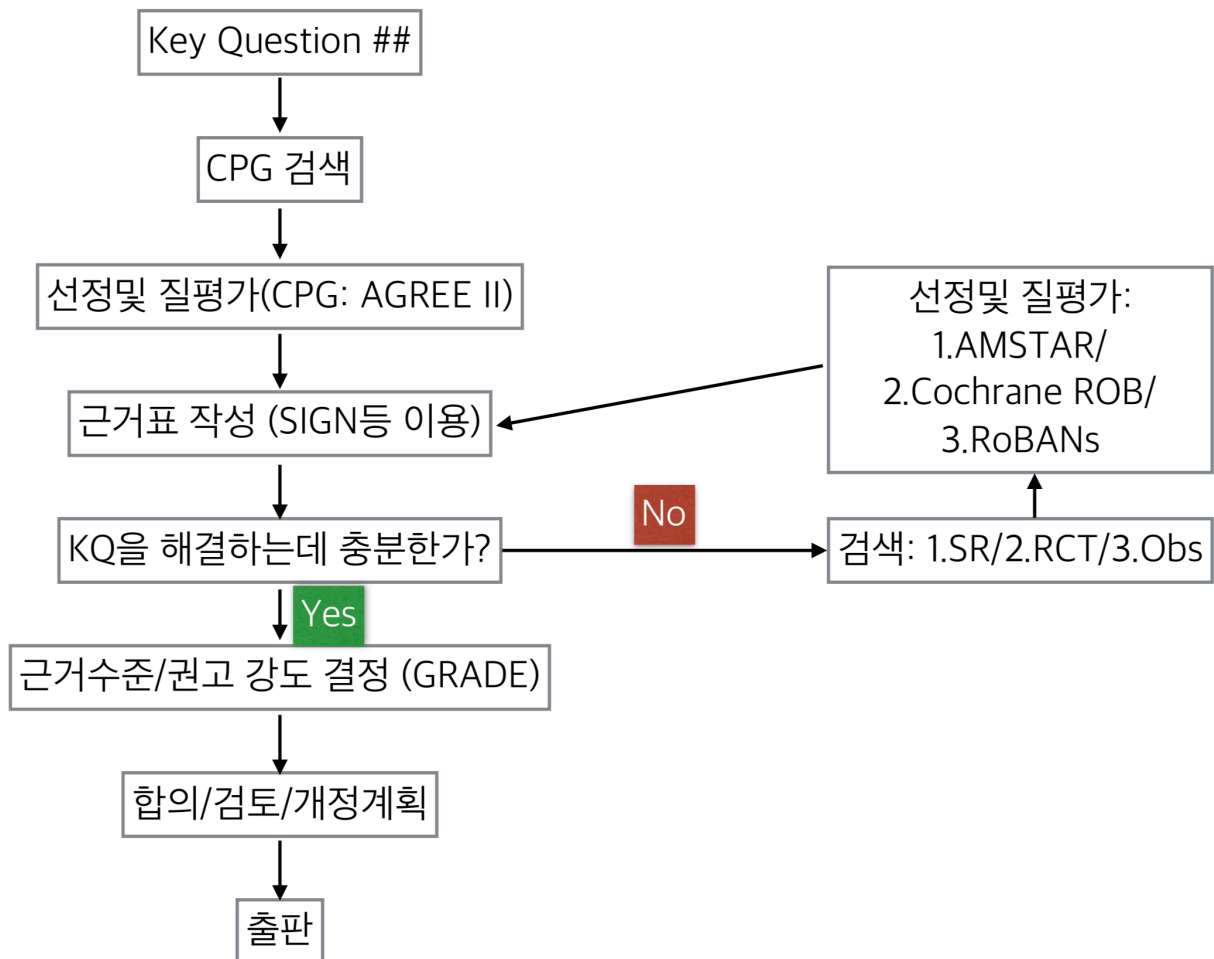 Key Question ##
CPG 검색
선정및 질평가(CPG: AGREE II)
근거표 작성 (SIGN등 이용)
KQ을 해결하는데 충분한가?
No
검색: 1.SR/2.RCT/3.Obs
선정및 질평가:
1.AMSTAR/
2.Cochrane ROB/
3.RoBANs
Yes
근거수준/권고 강도 결정 (GRADE)
합의/검토/개정계획
출판